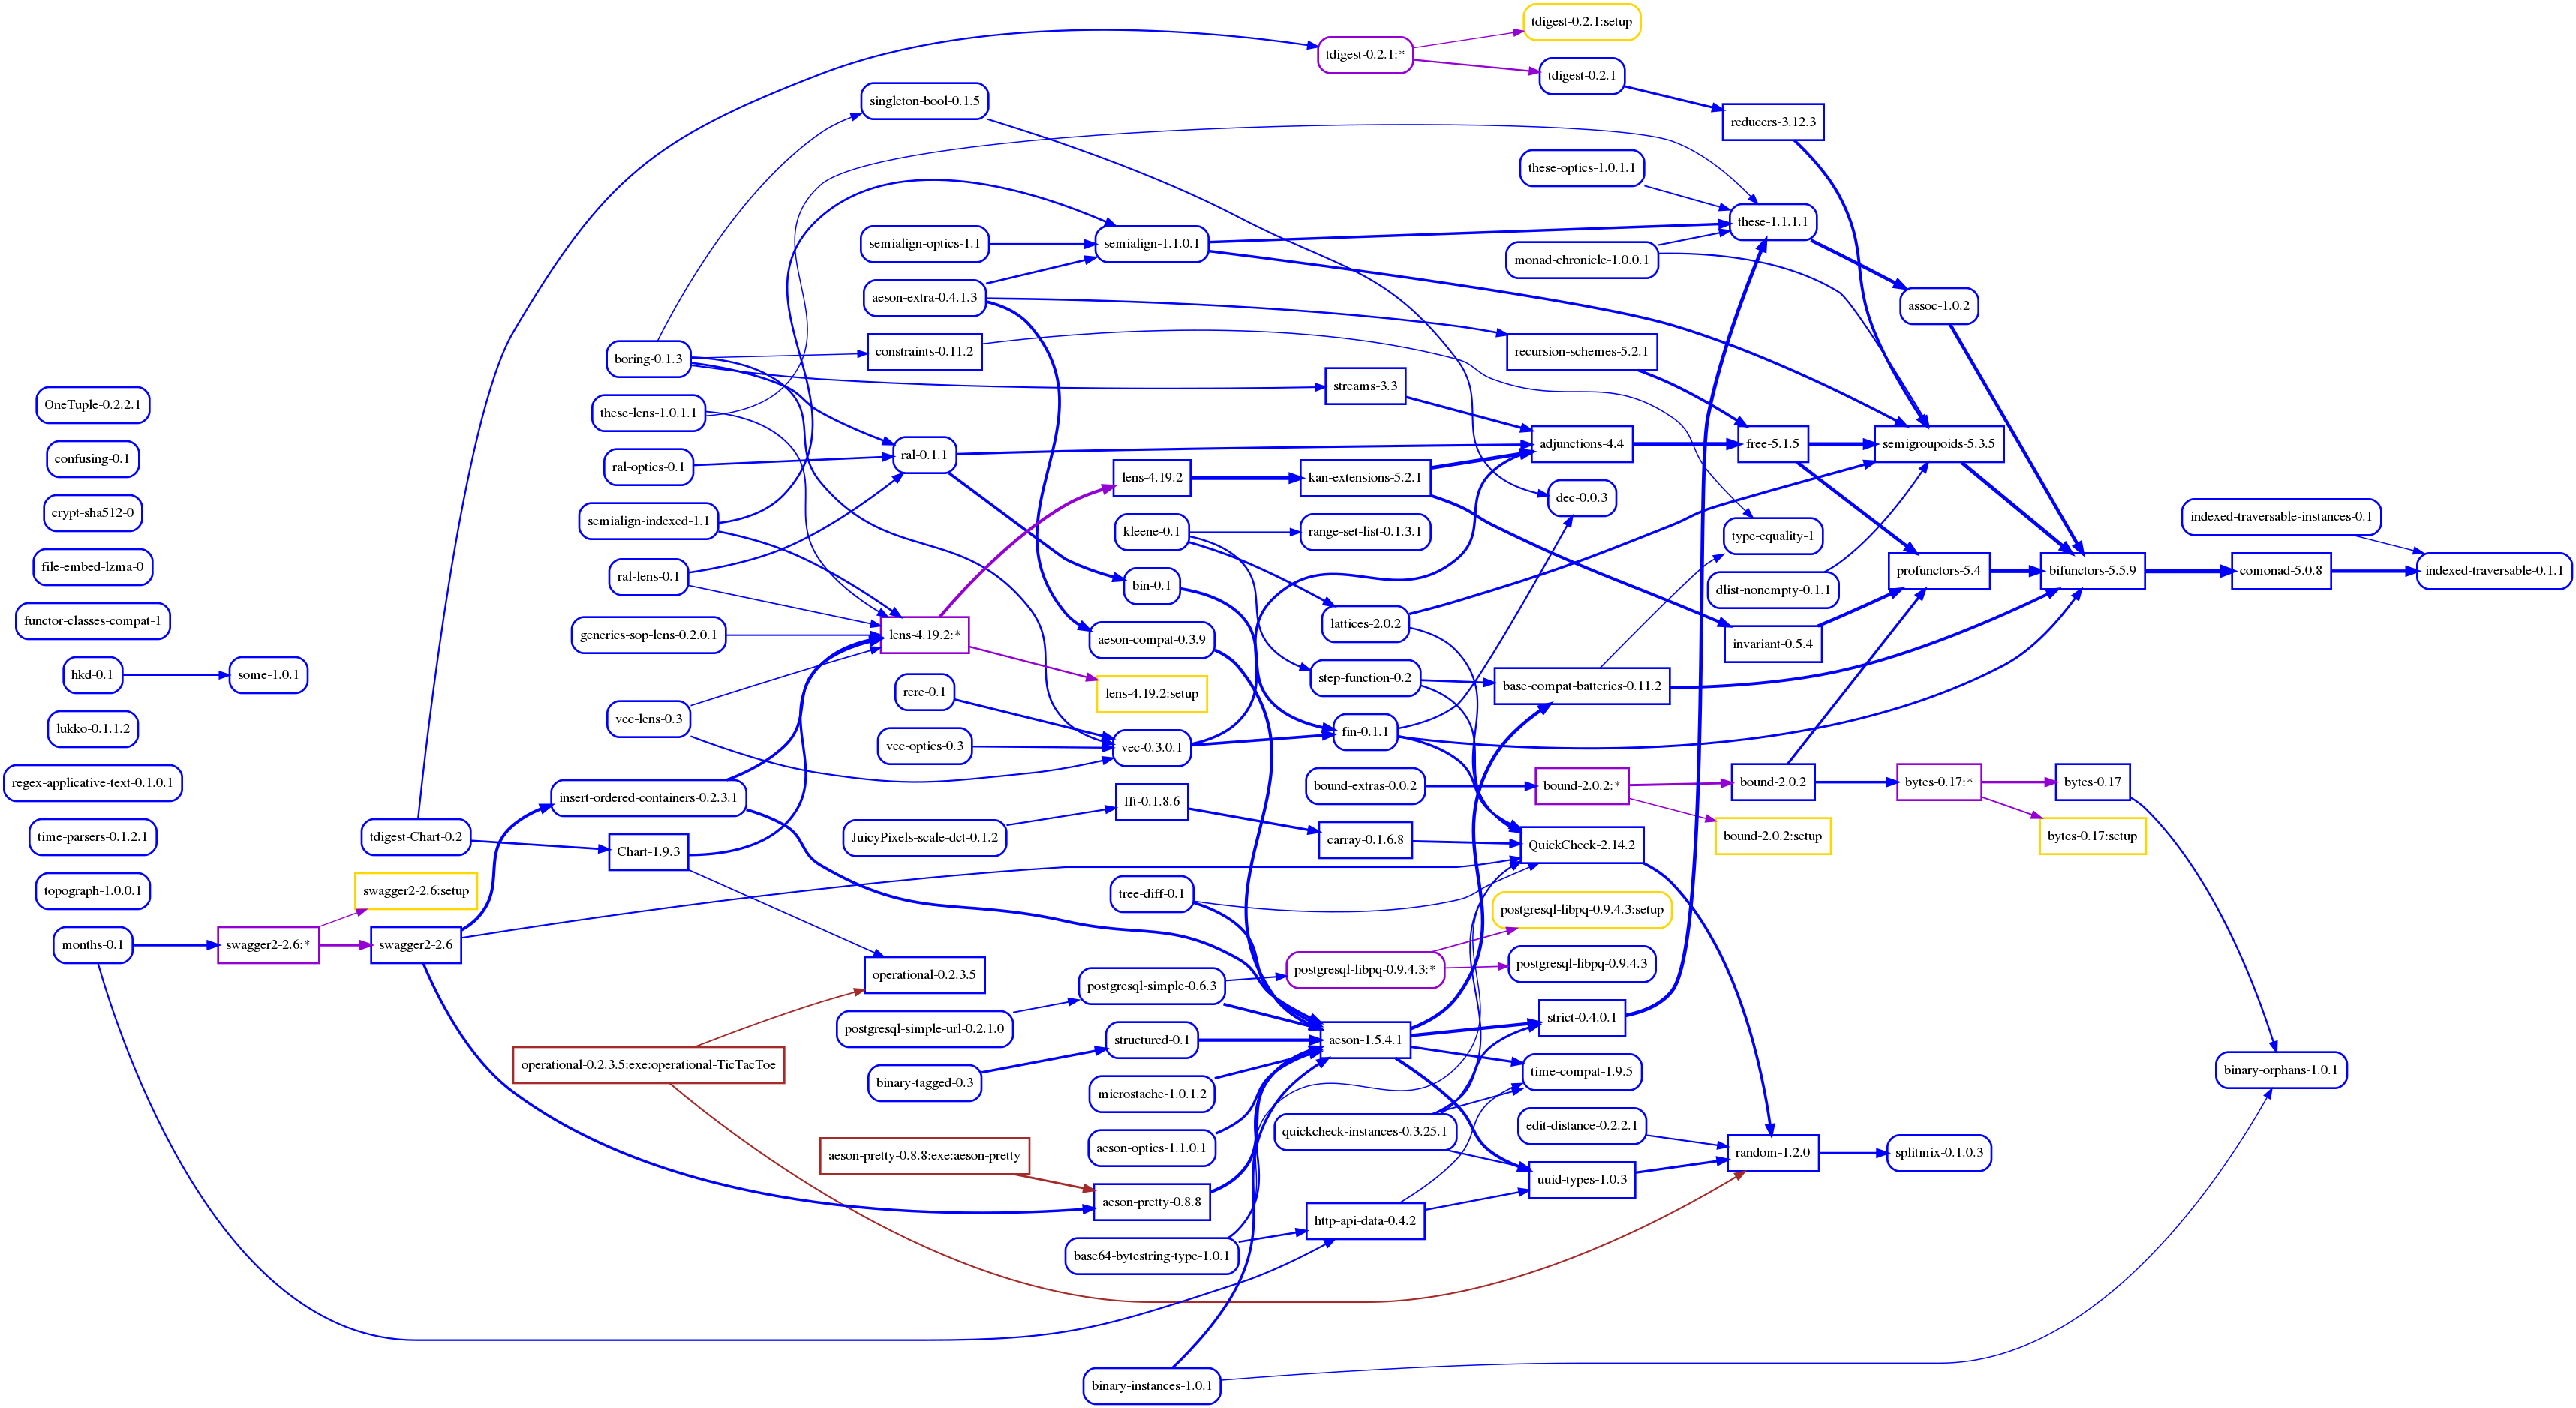 OneTuple-0.2.2.1
confusing-0.1
crypt-sha512-0
file-embed-lzma-0
functor-classes-compat-1
hkd-0.1
some-1.0.1
lukko-0.1.1.2
regex-applicative-text-0.1.0.1
time-parsers-0.1.2.1
topograph-1.0.0.1
months-0.1
swagger2-2.6:*
swagger2-2.6:setup
swagger2-2.6
tdigest-Chart-0.2
boring-0.1.3
these-lens-1.0.1.1
ral-optics-0.1
semialign-indexed-1.1
ral-lens-0.1
generics-sop-lens-0.2.0.1
vec-lens-0.3
insert-ordered-containers-0.2.3.1
Chart-1.9.3
operational-0.2.3.5:exe:operational-TicTacToe
singleton-bool-0.1.5
semialign-optics-1.1
aeson-extra-0.4.1.3
constraints-0.11.2
ral-0.1.1
lens-4.19.2:*
rere-0.1
vec-optics-0.3
JuicyPixels-scale-dct-0.1.2
operational-0.2.3.5
postgresql-simple-url-0.2.1.0
binary-tagged-0.3
aeson-pretty-0.8.8:exe:aeson-pretty
semialign-1.1.0.1
lens-4.19.2
kleene-0.1
bin-0.1
aeson-compat-0.3.9
lens-4.19.2:setup
vec-0.3.0.1
fft-0.1.8.6
tree-diff-0.1
postgresql-simple-0.6.3
structured-0.1
microstache-1.0.1.2
aeson-optics-1.1.0.1
aeson-pretty-0.8.8
base64-bytestring-type-1.0.1
binary-instances-1.0.1
tdigest-0.2.1:*
streams-3.3
kan-extensions-5.2.1
range-set-list-0.1.3.1
lattices-2.0.2
step-function-0.2
fin-0.1.1
bound-extras-0.0.2
carray-0.1.6.8
postgresql-libpq-0.9.4.3:*
aeson-1.5.4.1
quickcheck-instances-0.3.25.1
http-api-data-0.4.2
tdigest-0.2.1:setup
tdigest-0.2.1
these-optics-1.0.1.1
monad-chronicle-1.0.0.1
recursion-schemes-5.2.1
adjunctions-4.4
dec-0.0.3
base-compat-batteries-0.11.2
bound-2.0.2:*
QuickCheck-2.14.2
postgresql-libpq-0.9.4.3:setup
postgresql-libpq-0.9.4.3
strict-0.4.0.1
time-compat-1.9.5
edit-distance-0.2.2.1
uuid-types-1.0.3
reducers-3.12.3
these-1.1.1.1
free-5.1.5
type-equality-1
dlist-nonempty-0.1.1
invariant-0.5.4
bound-2.0.2
bound-2.0.2:setup
random-1.2.0
assoc-1.0.2
semigroupoids-5.3.5
profunctors-5.4
bytes-0.17:*
splitmix-0.1.0.3
bifunctors-5.5.9
bytes-0.17
bytes-0.17:setup
indexed-traversable-instances-0.1
comonad-5.0.8
binary-orphans-1.0.1
indexed-traversable-0.1.1